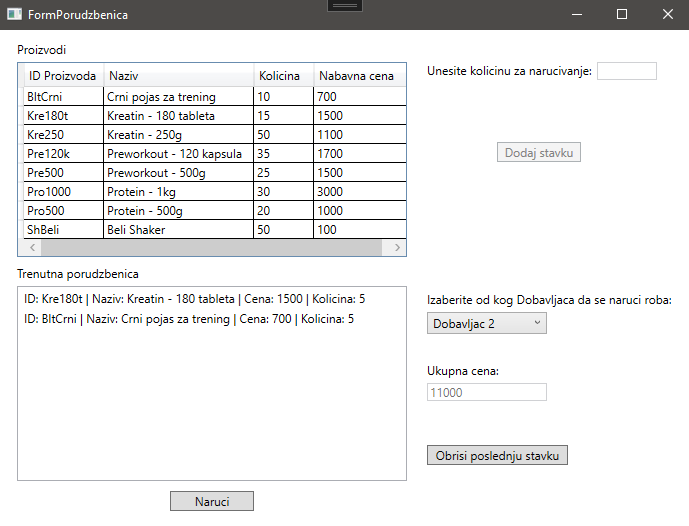 FormPorudzbenica
Proizvodi
ID Proizvoda Naziv Kolicina Nabavna cena
BltCrni Crni pojas za trening 10 700
Kre180t Kreatin - 180 tableta 15 1500
Kre250 Kreatin - 250g 50 1100
Pre120k Preworkout - 120 kapsula 35 1700
Pre500 Preworkout - 500g 25 1500
Pro1000 Protein - 1kg 30 3000
Pro500 Protein - 500g 20 1000
ShBeli Beli Shaker 50 100
Unesite kolicinu za narucivanje:
Dodaj stavku
Trenutna porudzbenica
ID: Kre180t | Naziv: Kreatin - 180 tableta | Cena: 1500 | Kolicina: 5
ID: BltCrni | Naziv: Crni pojas za trening | Cena: 700 | Kolicina: 5
Izaberite od kog Dobavljaca da se naruci roba:
Dobavljac 2
Ukupna cena:
11000
Obrisi poslednju stavku
Naruci